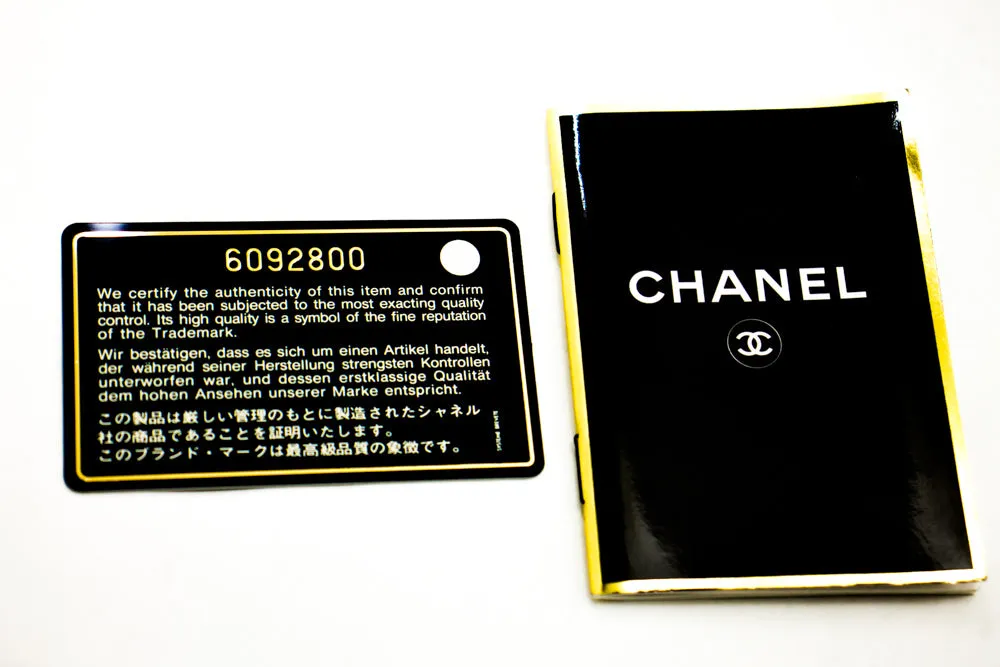 6092800
We certify the authenticity of this item and confirm
that it has been subjected to the most exacting quality
control. Its high quality is a symbol of the fine reputation
of the Trademark.
Wir bestätigen, dass es sich um einen Artikel handelt,
der während seiner Herstellung strengsten Kontrollen
unterworfen war, und dessen erstklassige Qualität
dem hohen Ansehen unserer Marke entspricht.
この製品は厳しい管理のもとに製造されたシャネル
社の商品であることを証明いたします。
このブランド・マークは最高級品質の象徴です。
CHANEL